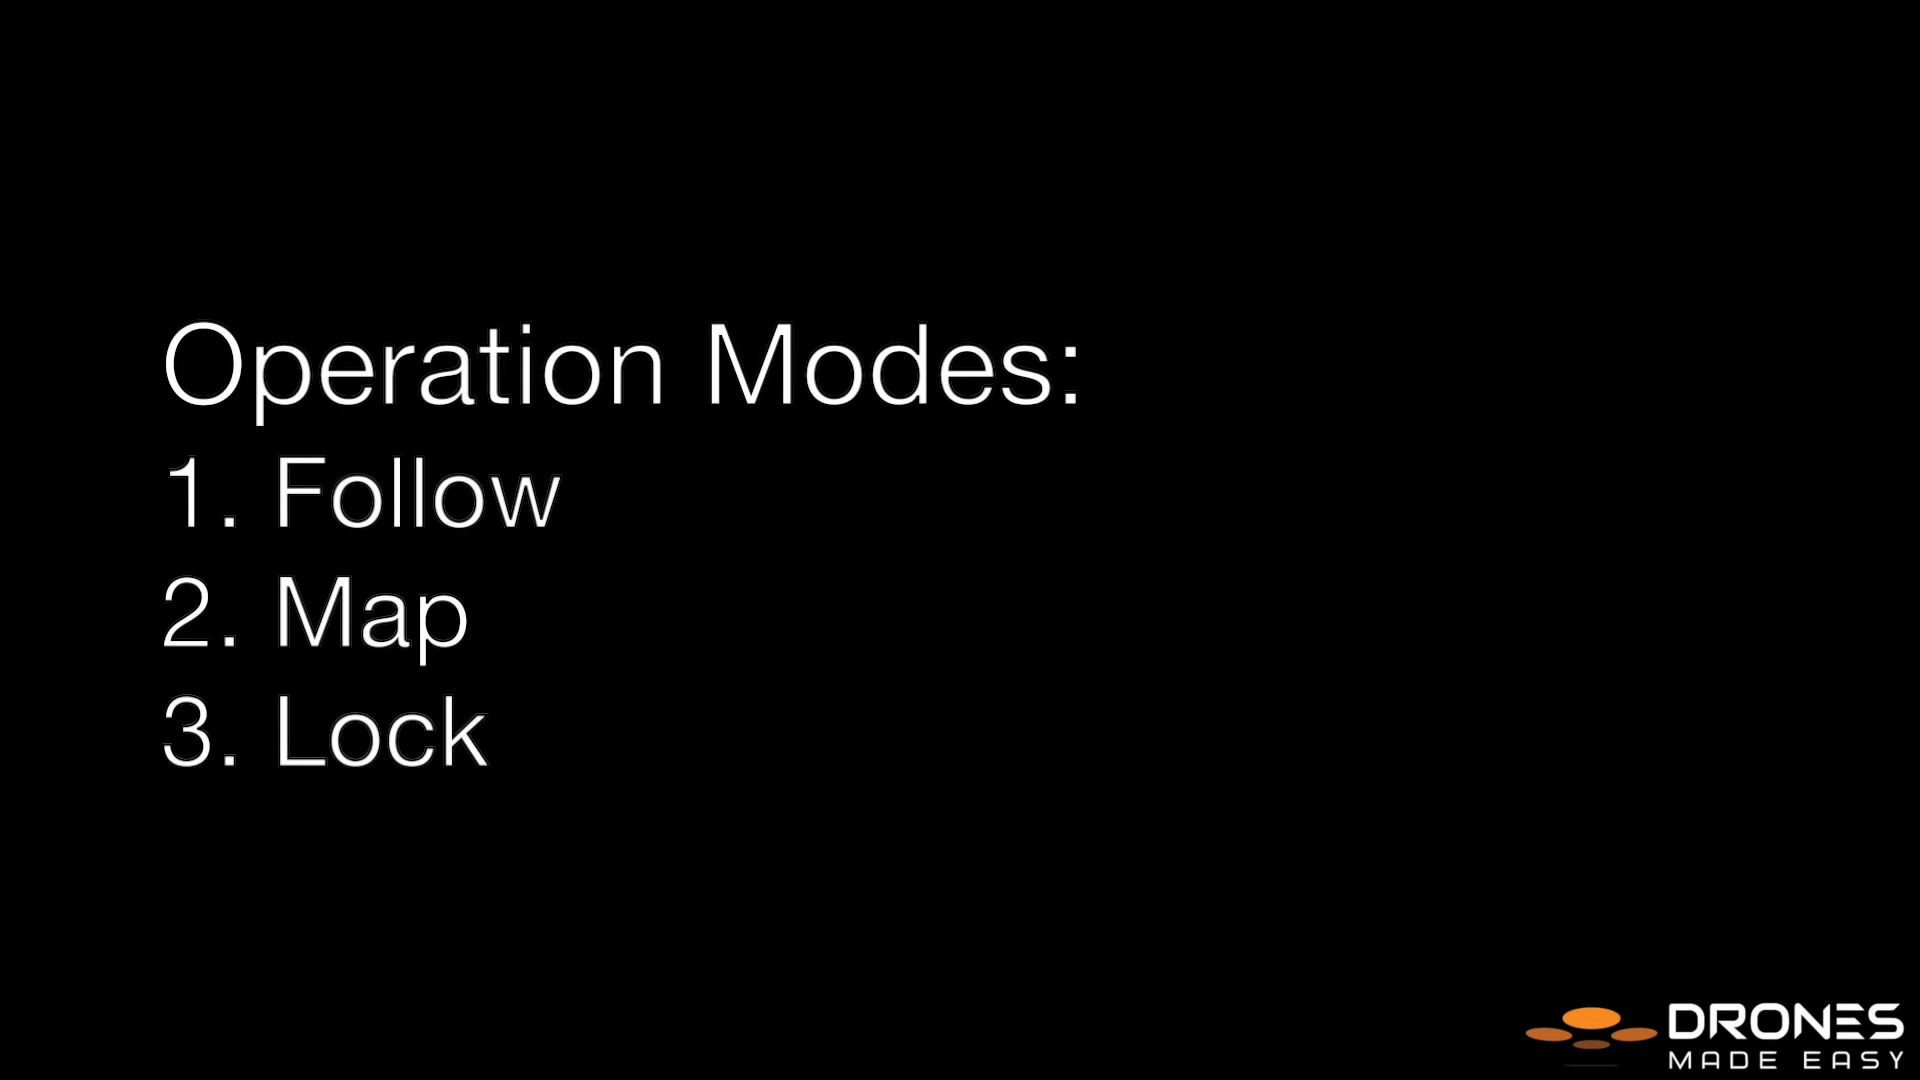 Operation Modes:
1. Follow
2. Map
3. Lock
DRONES
MADE EASY